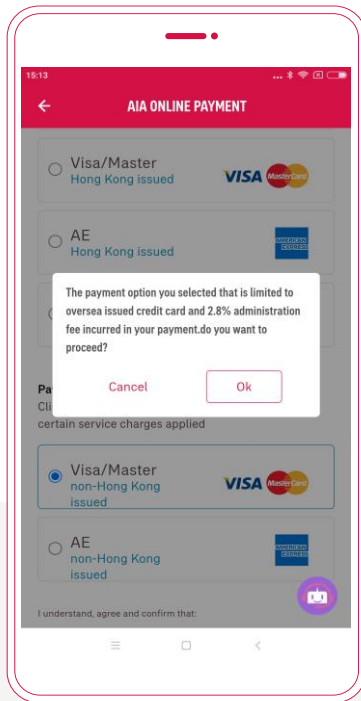 15:13
AIA ONLINE PAYMENT
Visa/Master
Hong Kong issued
VISA MasterCard
AE
Hong Kong issued
AMERICAN EXPRESS
The payment option you selected that is limited to
oversea issued credit card and 2.8% administration
fee incurred in your payment.do you want to
proceed?
Cancel
Ok
Pa
Cli
certain service charges applied
Visa/Master
non-Hong Kong
issued
VISA MasterCard
AE
non-Hong Kong
issued
AMERICAN EXPRESS
I understand, agree and confirm that: